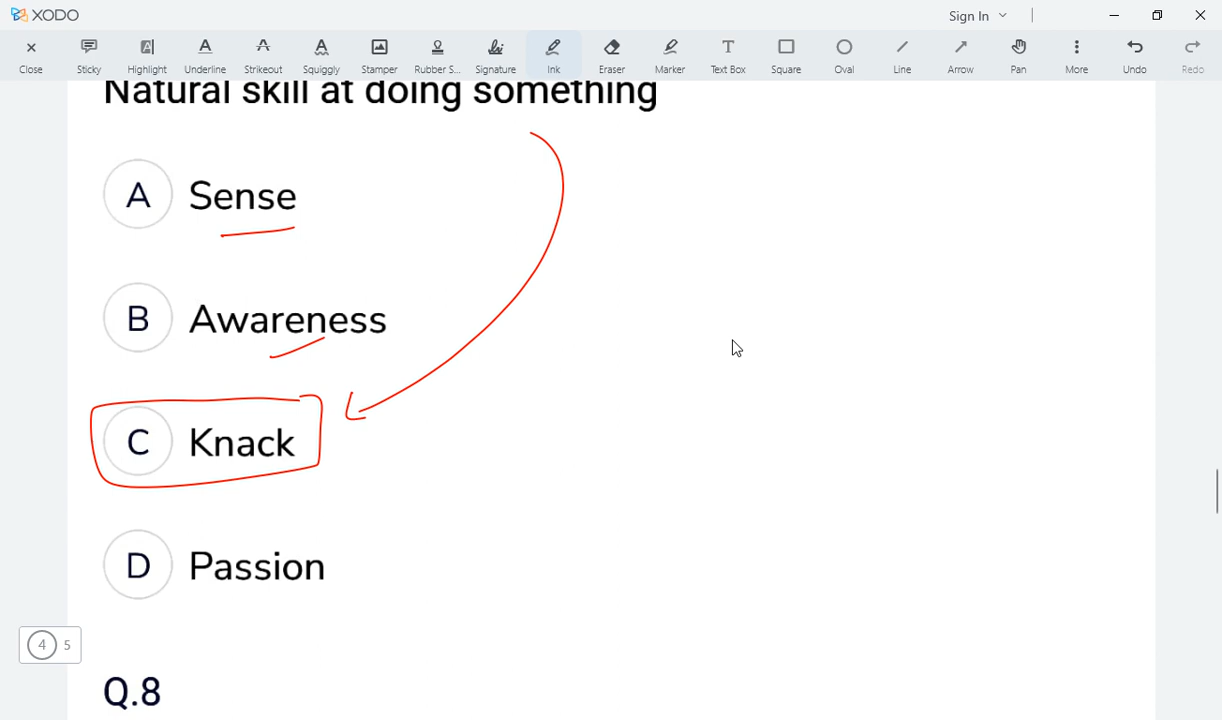 XODO
Sign In
Close
Sticky
Highlight
Underline
Strikeout
Squiggly
Stamper
Rubber S...
Signature
Ink
Eraser
Marker
Text Box
Square
Oval
Line
Arrow
Pan
More
Undo
Redo
Natural skill at doing something
A Sense
B Awareness
C Knack
D Passion
4 5
Q.8